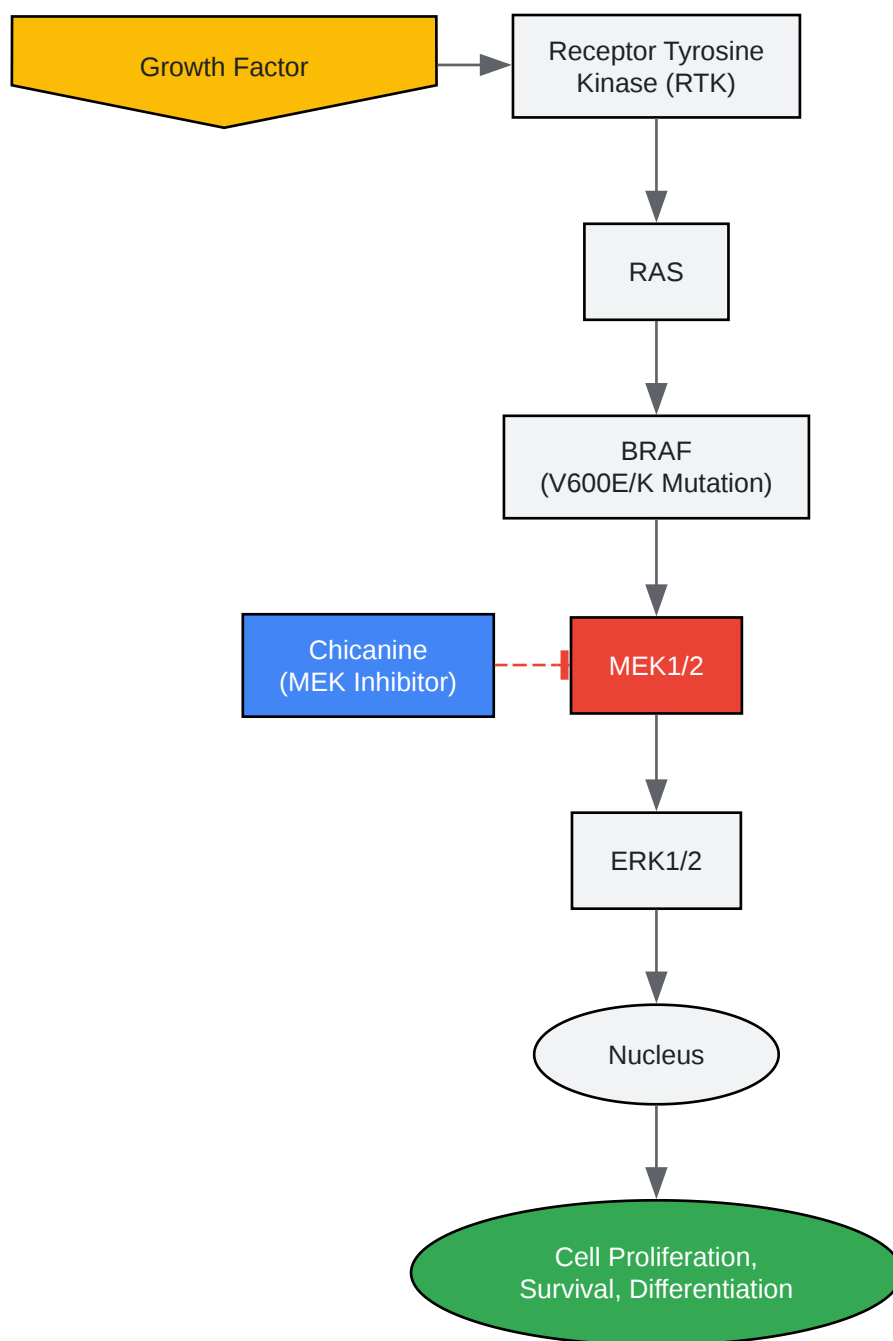 Growth Factor
Receptor Tyrosine
Kinase (RTK)
RAS
BRAF
(V600E/K Mutation)
Chicanine
(MEK Inhibitor)
MEK1/2
ERK1/2
Nucleus
Cell Proliferation,
Survival, Differentiation